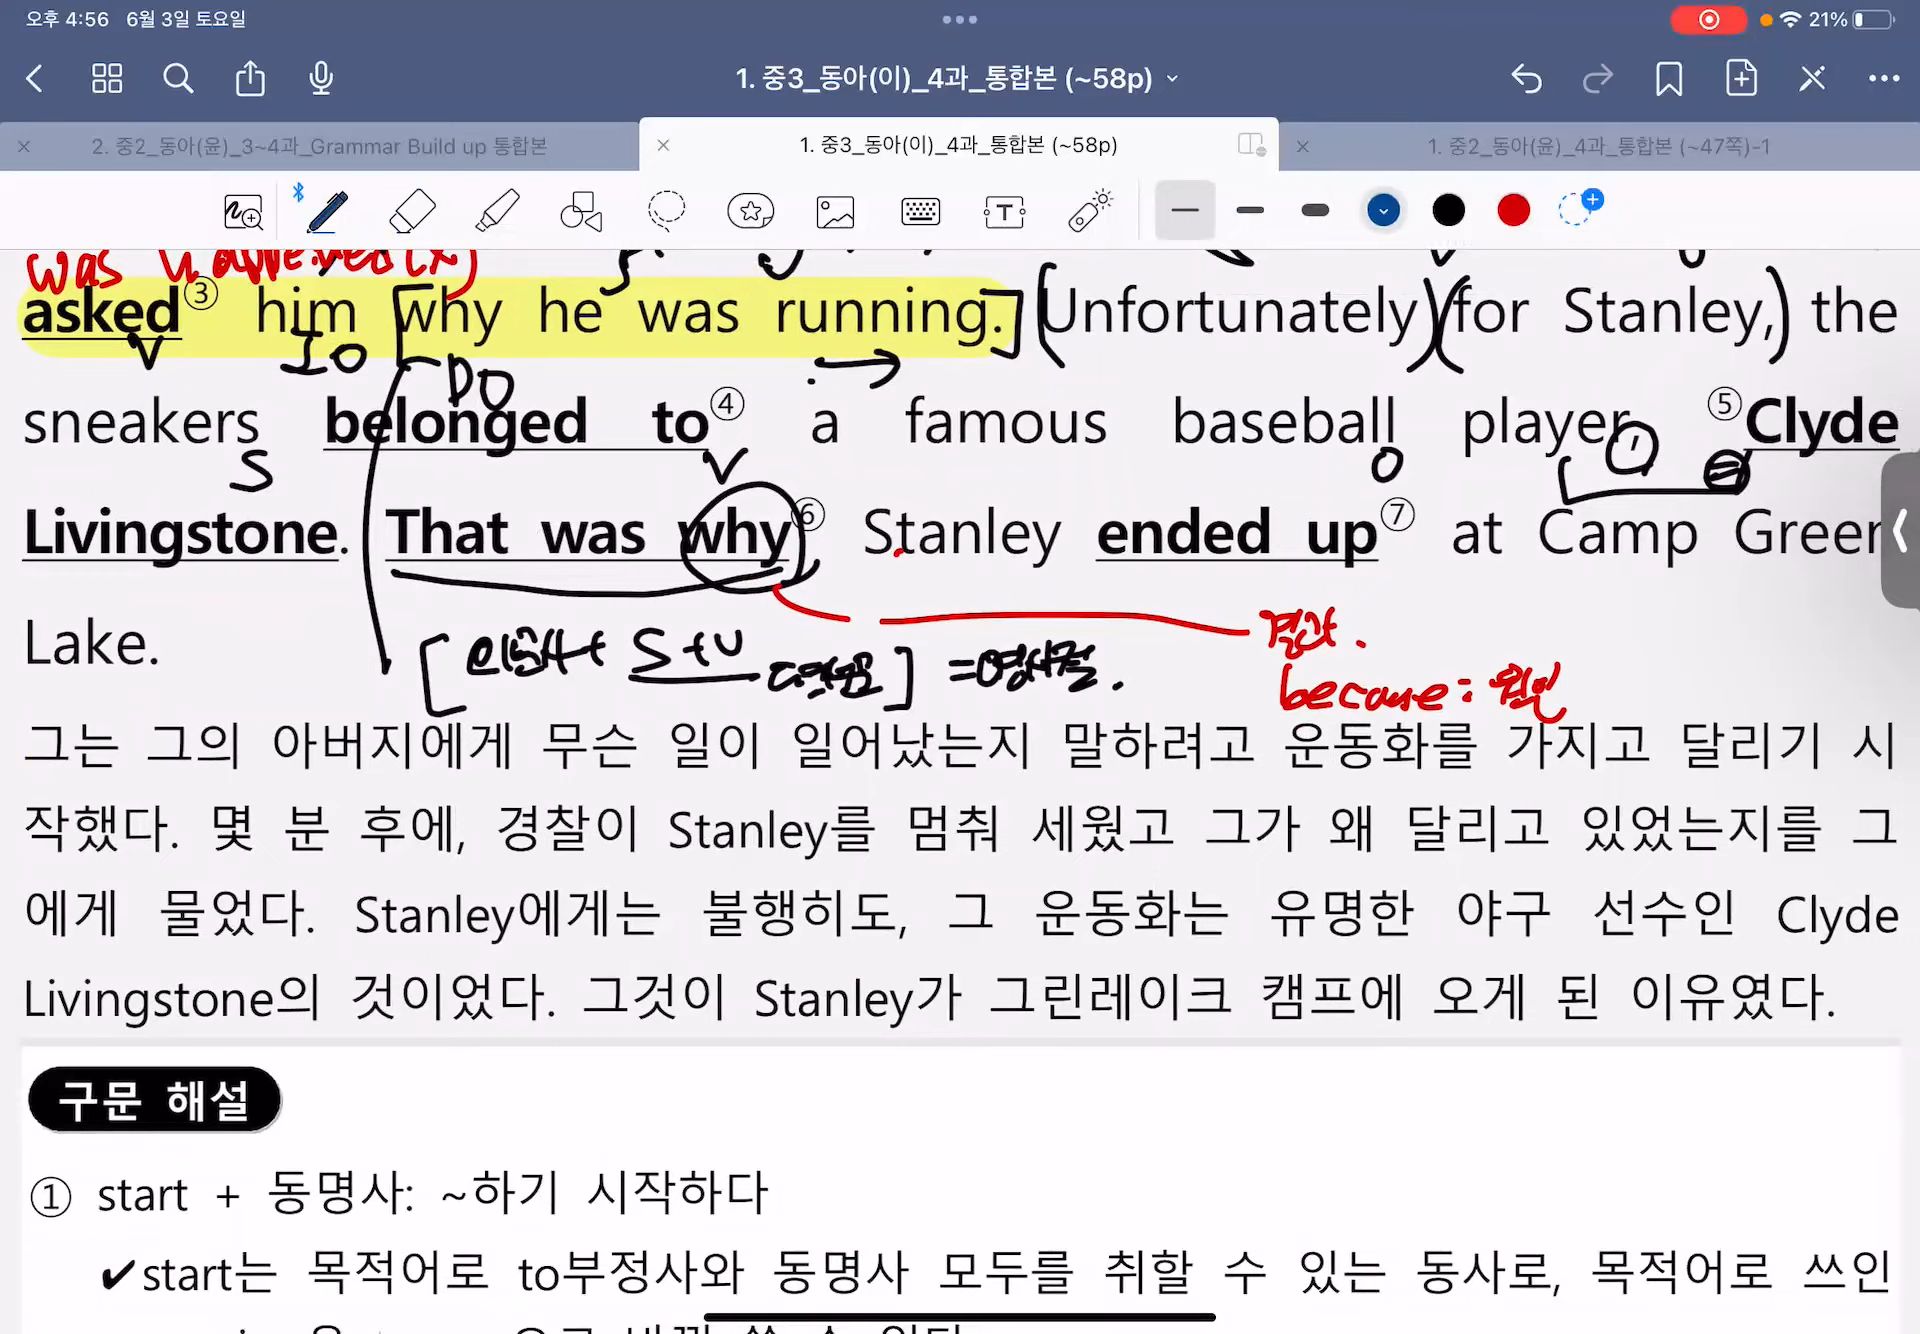 오후 4:56 6월 3일 토요일
21%
1. 중3_동아(이)_4과_통합본 (~58p)
2. 중2_동아(윤)_3~4과_Grammar Build up 통합본
1. 중3_동아(이)_4과_통합본 (~58p)
1. 중2_동아(윤)_4과_통합본 (~47쪽)-1
was (x)
asked③ him [why he was running.] (Unfortunately)(for Stanley,) the
V IO DO
sneakers belonged to④ a famous baseball player, ⑤Clyde
S V O
Livingstone. That was why⑥ Stanley ended up⑦ at Camp Green
결과.
Lake.
[의문사+ S+V ] =명사절.
because: 원인
그는 그의 아버지에게 무슨 일이 일어났는지 말하려고 운동화를 가지고 달리기 시
작했다. 몇 분 후에, 경찰이 Stanley를 멈춰 세웠고 그가 왜 달리고 있었는지를 그
에게 물었다. Stanley에게는 불행히도, 그 운동화는 유명한 야구 선수인 Clyde
Livingstone의 것이었다. 그것이 Stanley가 그린레이크 캠프에 오게 된 이유였다.
구문 해설
① start + 동명사: ~하기 시작하다
✔start는 목적어로 to부정사와 동명사 모두를 취할 수 있는 동사로, 목적어로 쓰인